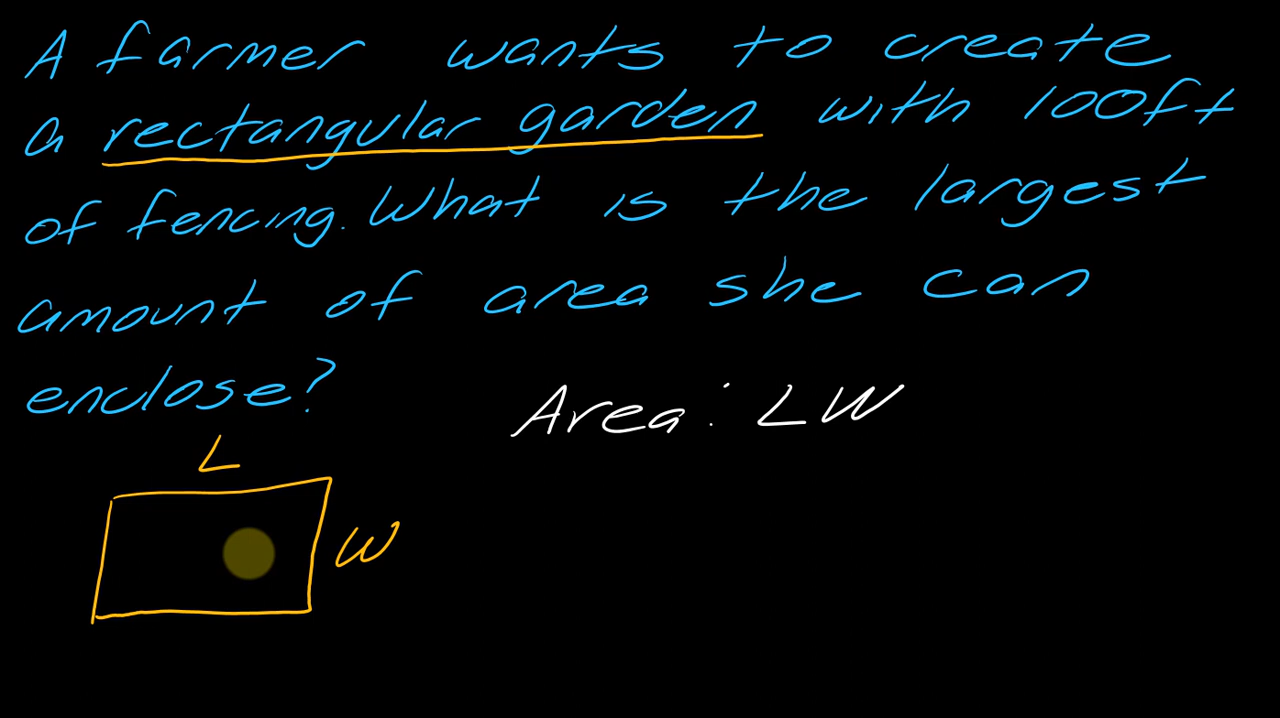 A farmer wants to create
a rectangular garden with 100ft
of fencing. What is the largest
amount of area she can
enclose?
Area: LW
L
W